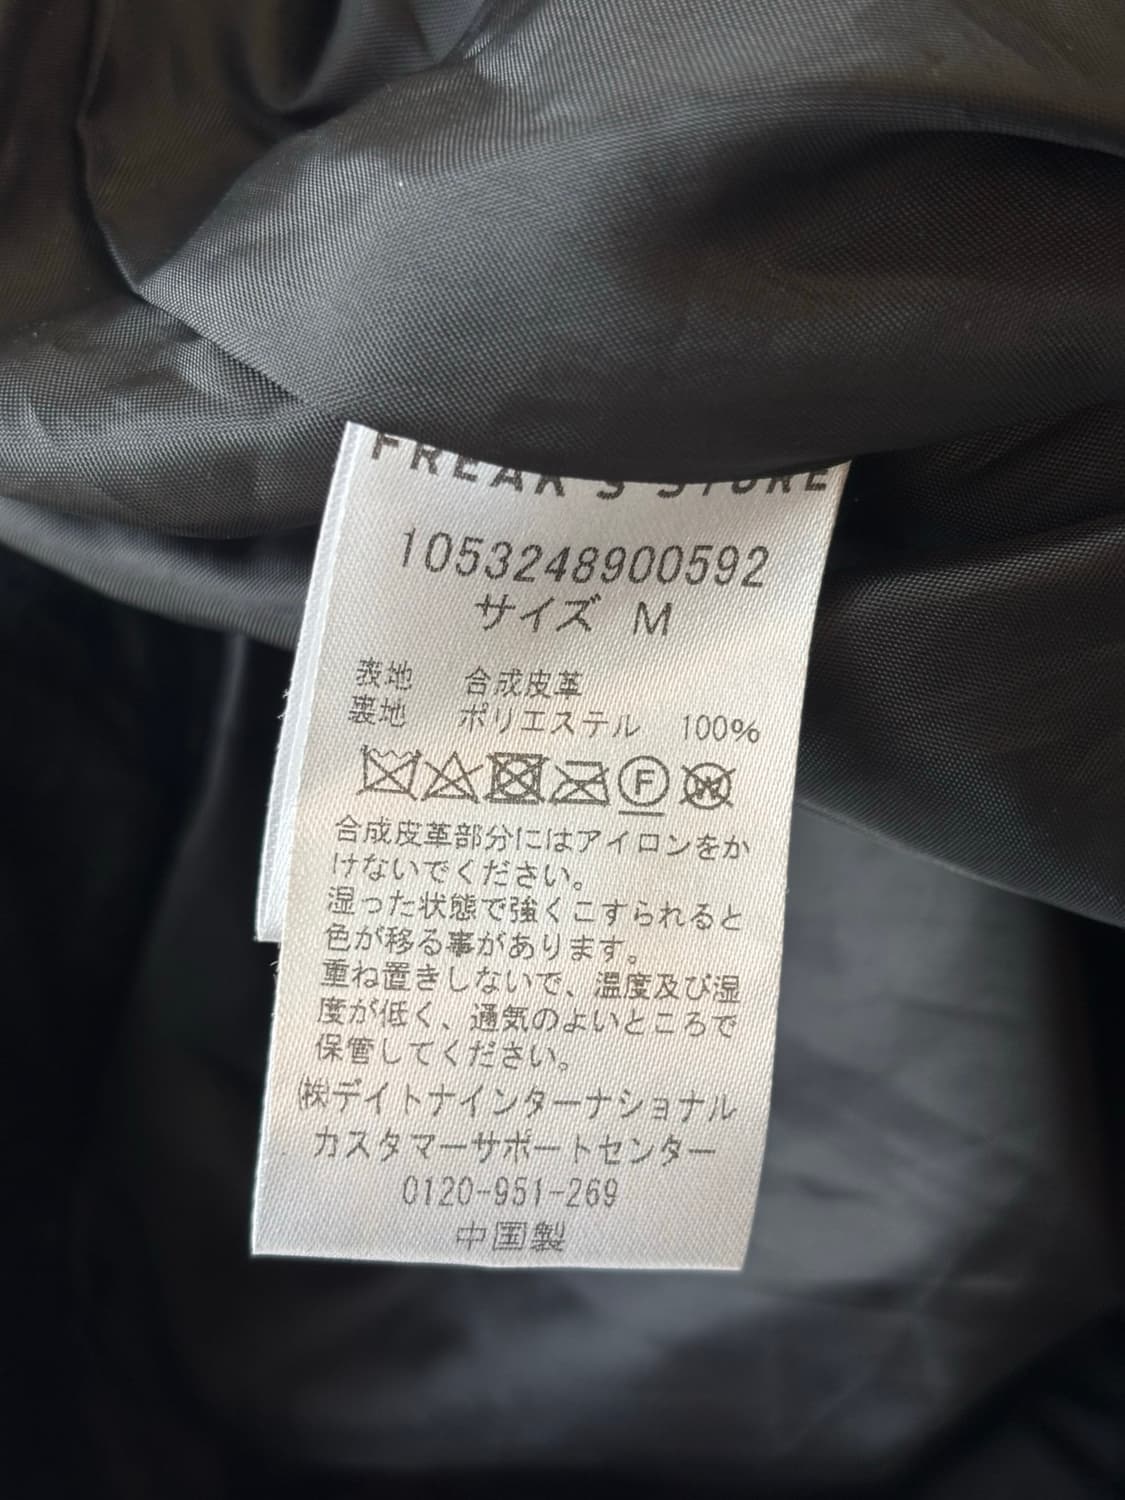 FREAK'S STORE
1053248900592
サイズ M
表地 合成皮革
裏地 ポリエステル 100%
F W
合成皮革部分にはアイロンをか
けないでください。
湿った状態で強くこすられると
色が移る事があります。
重ね置きしないで、温度及び湿
度が低く、通気のよいところで
保管してください。
㈱デイトナインターナショナル
カスタマーサポートセンター
0120-951-269
中国製